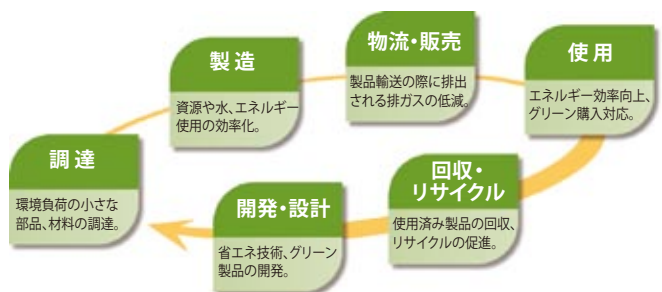 調達
環境負荷の小さな
部品、材料の調達。
製造
資源や水、エネルギー
使用の効率化。
物流・販売
製品輸送の際に排出
される排ガスの低減。
使用
エネルギー効率向上、
グリーン購入対応。
回収・
リサイクル
使用済み製品の回収、
リサイクルの促進。
開発・設計
省エネ技術、グリーン
製品の開発。